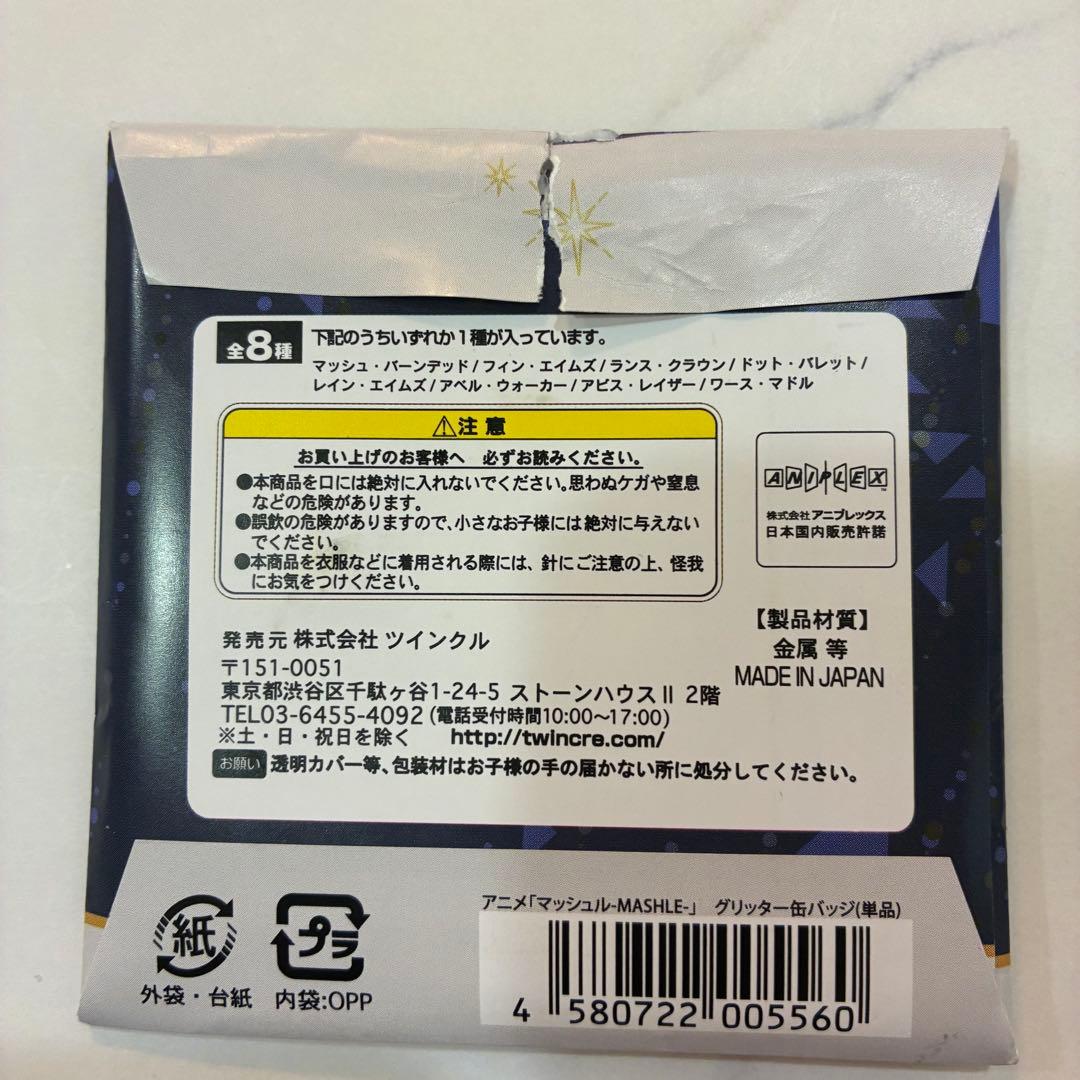 全8種 下記のうちいずれか1種が入っています。
マッシュ・バーンデッド/フィン・エイムズ/ランス・クラウン/ドット・バレット/
レイン・エイムズ/アベル・ウォーカー/アビス・レイザー/ワース・マドル
⚠注意
お買い上げのお客様へ 必ずお読みください。
●本商品を口には絶対に入れないでください。思わぬケガや窒息
などの危険があります。
●誤飲の危険がありますので、小さなお子様には絶対に与えない
でください。
●本商品を衣服などに着用される際には、針にご注意の上、怪我
にお気をつけください。
ANIPLEX™
株式会社アニプレックス
日本国内販売許諾
【製品材質】
金属 等
MADE IN JAPAN
発売元 株式会社 ツインクル
〒151-0051
東京都渋谷区千駄ヶ谷1-24-5 ストーンハウスⅡ 2階
TEL03-6455-4092(電話受付時間10:00〜17:00)
※土・日・祝日を除く http://twincre.com/
お願い 透明カバー等、包装材はお子様の手の届かない所に処分してください。
紙
外袋・台紙
プラ
内袋:OPP
アニメ「マッシュル-MASHLE-」 グリッター缶バッジ(単品)
4 580722 005560